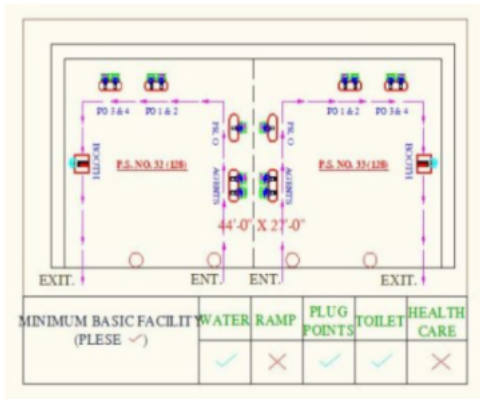 PO 3 & 4 PO 1 & 2 PO 1 & 2 PO 3 & 4
PR. O PR. O
BOOTH P.S. NO. 32 (128) AGENTS AGENTS P.S. NO. 33 (128) BOOTH
44'-0" X 27'-0"
EXIT. ENT. ENT. EXIT.
MINIMUM BASIC FACILITY
(PLESE ✓)
WATER
RAMP
PLUG
POINTS
TOILET
HEALTH
CARE